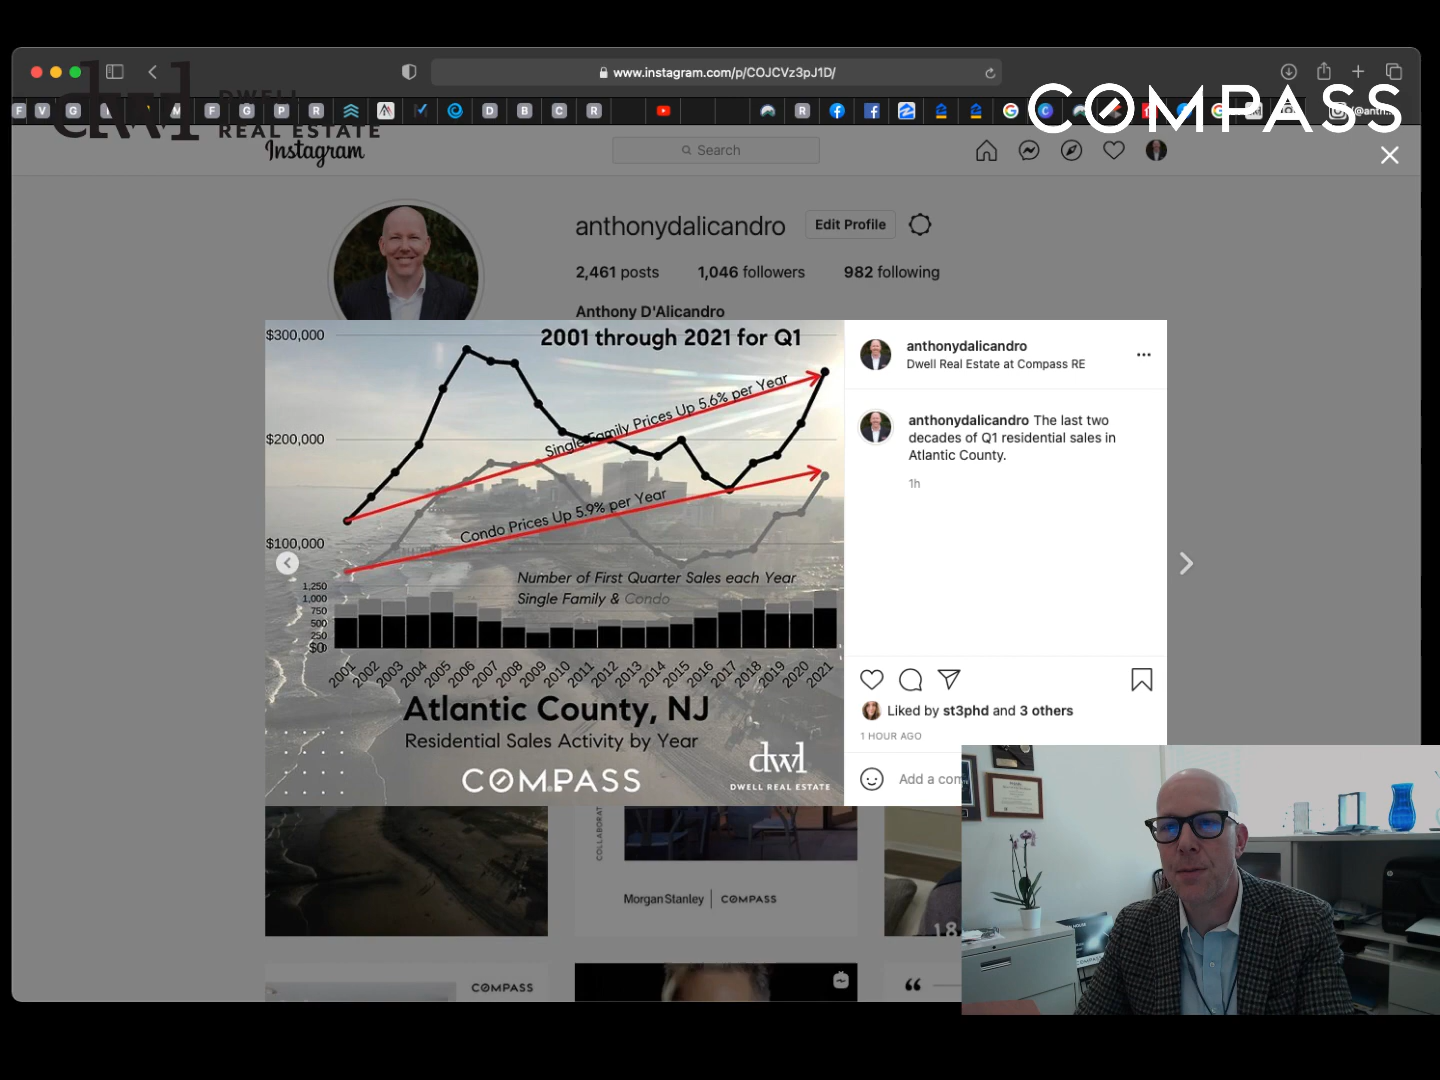 www.instagram.com/p/COJCVz3pJ1D/
COMPASS
dwl DWELL
REAL ESTATE
Instagram
Search
anthonydalicandro
Edit Profile
2,461 posts
1,046 followers
982 following
Anthony D'Alicandro
2001 through 2021 for Q1
$300,000
$200,000
$100,000
Single Family Prices Up 5.6% per Year
Condo Prices Up 5.9% per Year
Number of First Quarter Sales each Year
Single Family & Condo
1,250
1,000
750
500
250
2001 2002 2003 2004 2005 2006 2007 2008 2009 2010 2011 2012 2013 2014 2015 2016 2017 2018 2019 2020 2021
Atlantic County, NJ
Residential Sales Activity by Year
COMPASS
dwl
DWELL REAL ESTATE
anthonydalicandro
Dwell Real Estate at Compass RE
anthonydalicandro The last two
decades of Q1 residential sales in
Atlantic County.
1h
Liked by st3phd and 3 others
1 HOUR AGO
Add a com
Morgan Stanley | COMPASS
COMPASS